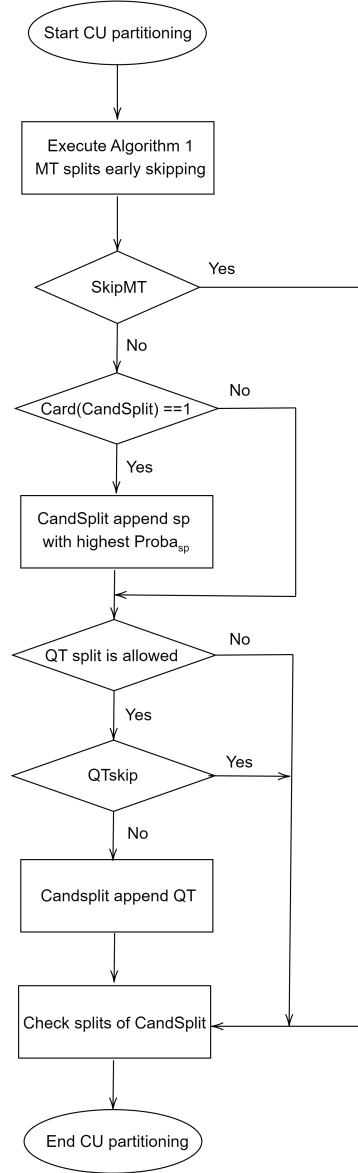 Start CU partitioning
Execute Algorithm 1
MT splits early skipping
Yes
SkipMT
No
No
Card(CandSplit) ==1
Yes
CandSplit append sp
with highest Proba_sp
No
QT split is allowed
Yes
Yes
QTskip
No
Candsplit append QT
Check splits of CandSplit
End CU partitioning